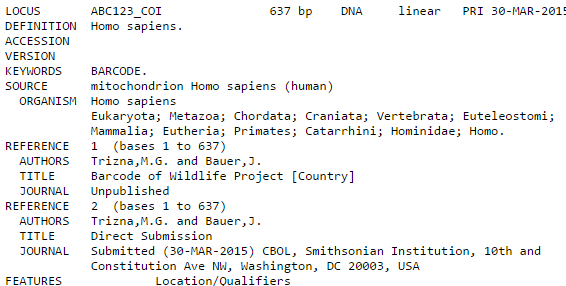 LOCUS       ABC123_COI               637 bp    DNA     linear   PRI 30-MAR-2015
DEFINITION  Homo sapiens.
ACCESSION
VERSION
KEYWORDS    BARCODE.
SOURCE      mitochondrion Homo sapiens (human)
  ORGANISM  Homo sapiens
            Eukaryota; Metazoa; Chordata; Craniata; Vertebrata; Euteleostomi;
            Mammalia; Eutheria; Primates; Catarrhini; Hominidae; Homo.
REFERENCE   1  (bases 1 to 637)
  AUTHORS   Trizna,M.G. and Bauer,J.
  TITLE     Barcode of Wildlife Project [Country]
  JOURNAL   Unpublished
REFERENCE   2  (bases 1 to 637)
  AUTHORS   Trizna,M.G. and Bauer,J.
  TITLE     Direct Submission
  JOURNAL   Submitted (30-MAR-2015) CBOL, Smithsonian Institution, 10th and
            Constitution Ave NW, Washington, DC 20003, USA
FEATURES             Location/Qualifiers